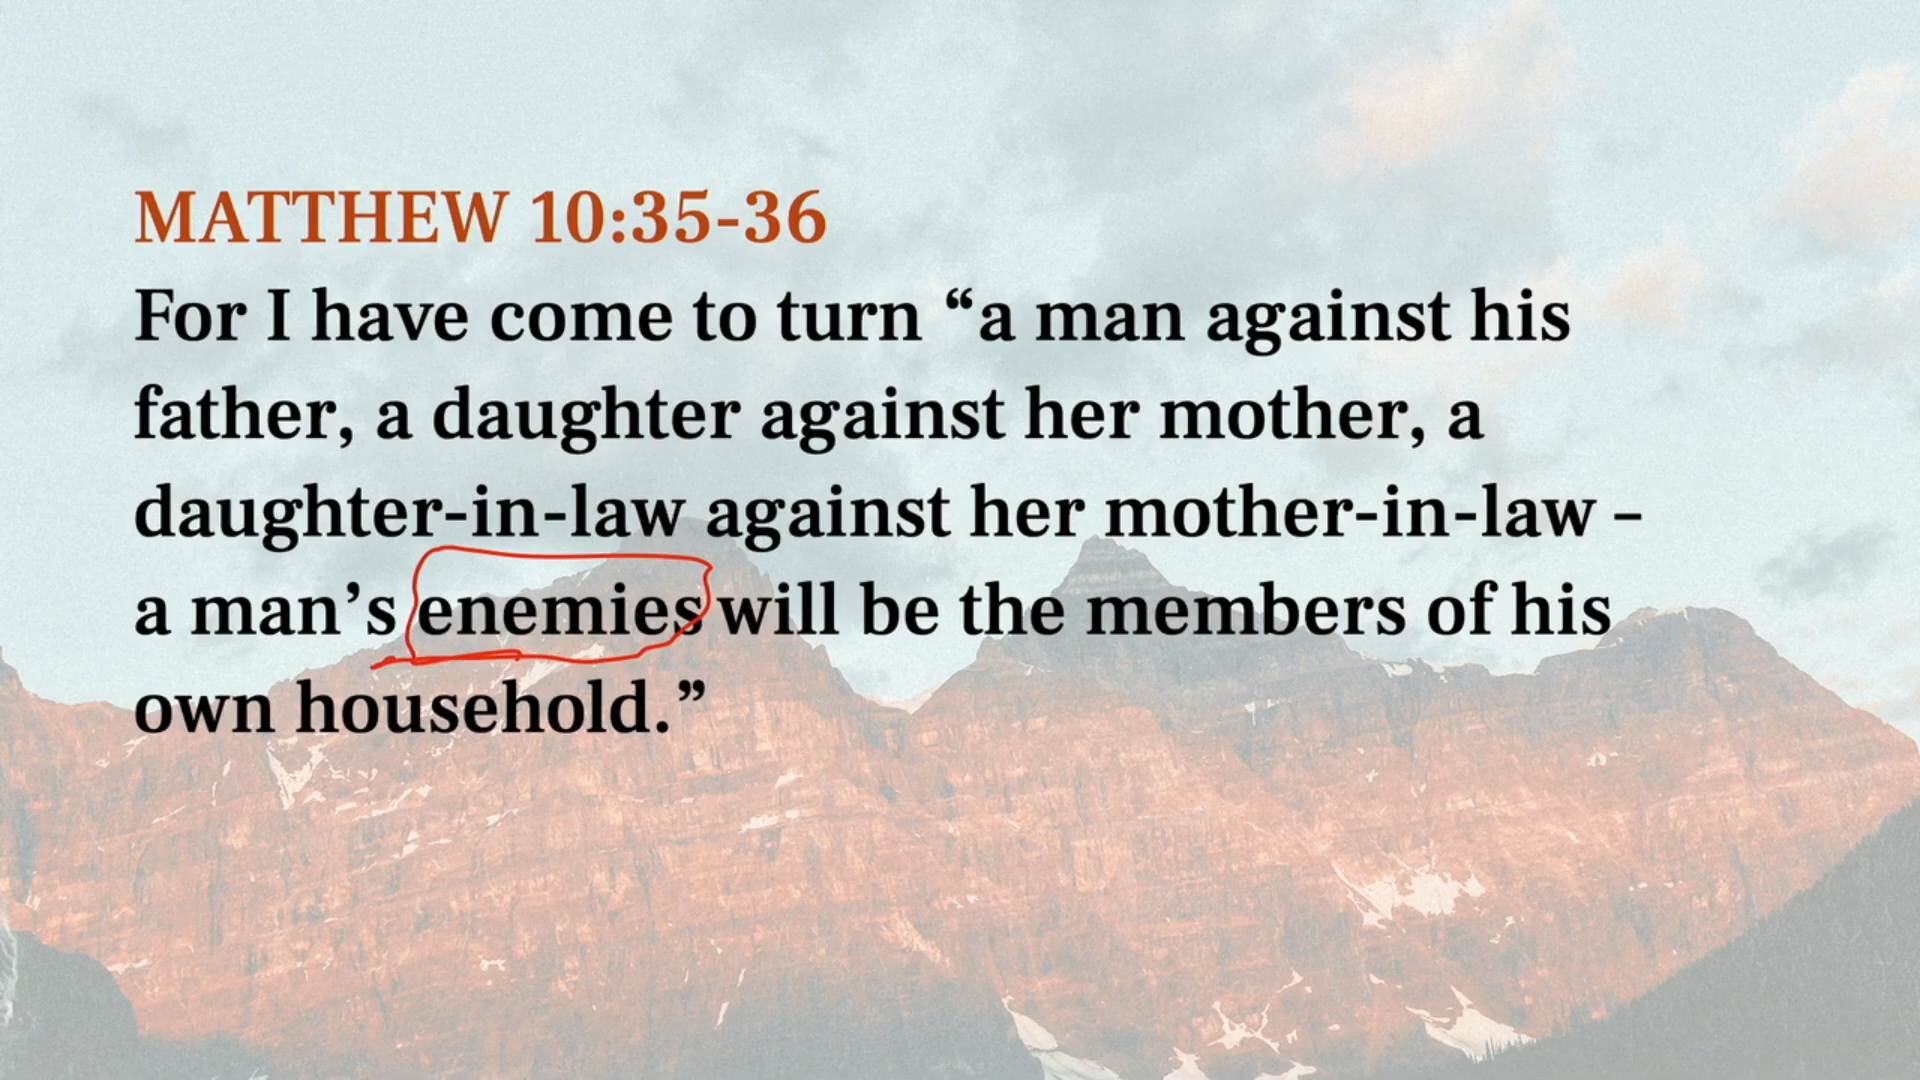 MATTHEW 10:35-36
For I have come to turn “a man against his
father, a daughter against her mother, a
daughter-in-law against her mother-in-law –
a man’s enemies will be the members of his
own household.”